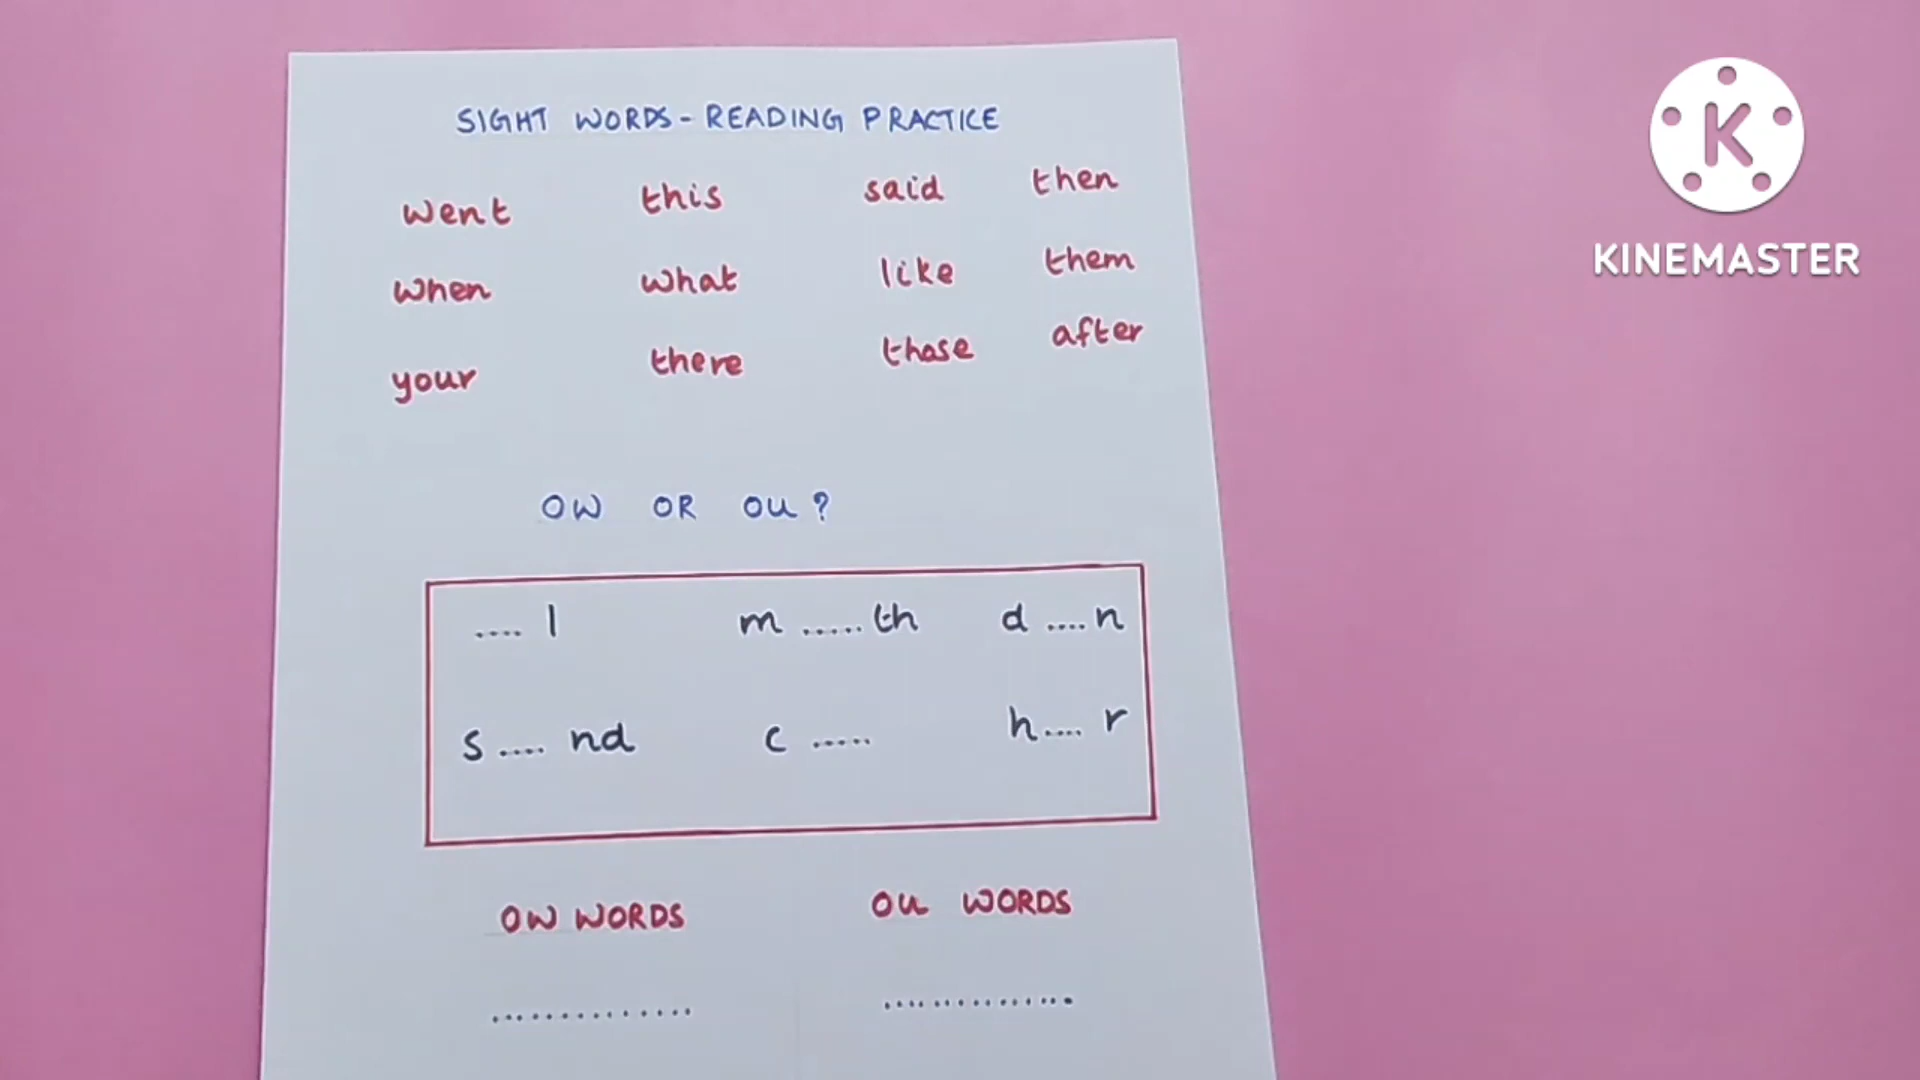 SIGHT WORDS - READING PRACTICE
went this said then
when what like them
your there those after
OW OR OU?
.... l m ..... th d .... n
s .... nd c ..... h .... r
OW WORDS OU WORDS
.............. ..............
K
KINEMASTER